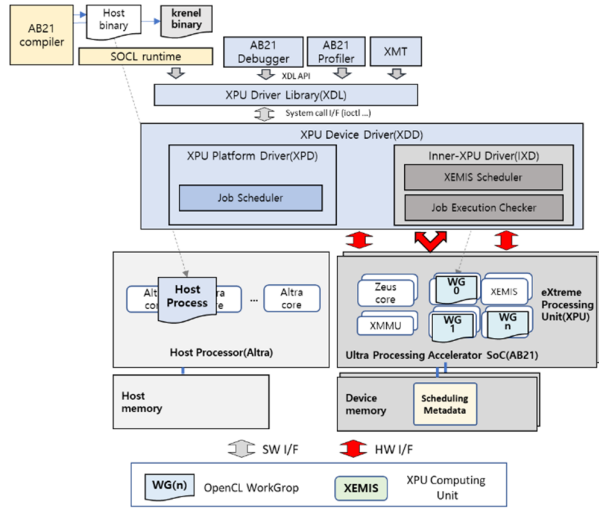 AB21
compiler
Host
binary
krenel
binary
SOCL runtime
AB21
Debugger
AB21
Profiler
XMT
XDL API
XPU Driver Library(XDL)
System call I/F (ioctl ...)
XPU Device Driver(XDD)
XPU Platform Driver(XPD)
Job Scheduler
Inner-XPU Driver(IXD)
XEMIS Scheduler
Job Execution Checker
Altra
core
Host
Process
...
Altra
core
Host Processor(Altra)
Zeus
core
WG
0
XEMIS
XMMU
WG
1
WG
n
eXtreme
Processing
Unit(XPU)
Ultra Processing Accelerator SoC(AB21)
Host
memory
Device
memory
Scheduling
Metadata
SW I/F
HW I/F
WG(n)
OpenCL WorkGrop
XEMIS
XPU Computing
Unit